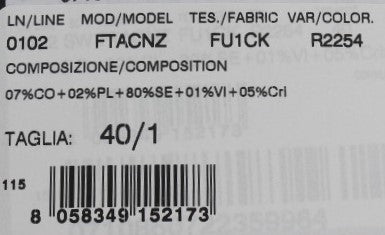 LN/LINE MOD/MODEL TES./FABRIC VAR/COLOR.
0102 FTACNZ FU1CK R2254
COMPOSIZIONE/COMPOSITION
07%CO+02%PL+80%SE+01%VI+05%Crl
TAGLIA: 40/1
115
8 058349 152173